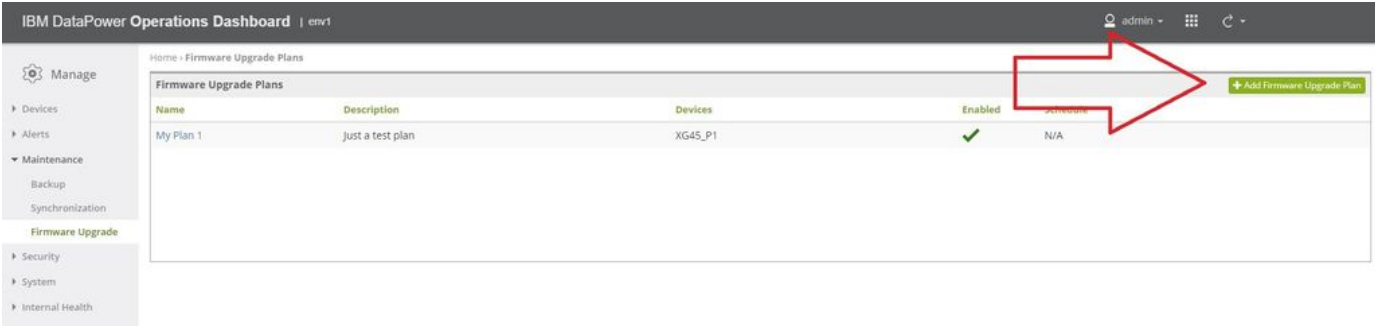 IBM DataPower Operations Dashboard | env1
admin
Home › Firmware Upgrade Plans
Manage
Firmware Upgrade Plans
+ Add Firmware Upgrade Plan
Devices
Name Description Devices Enabled Schedule
Alerts
My Plan 1 Just a test plan XG45_P1 N/A
Maintenance
Backup
Synchronization
Firmware Upgrade
Security
System
Internal Health